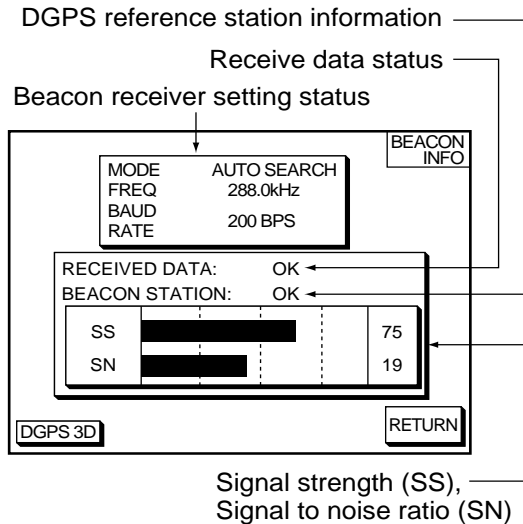 DGPS reference station information
Receive data status
Beacon receiver setting status
BEACON
INFO
MODE AUTO SEARCH
FREQ 288.0kHz
BAUD
RATE 200 BPS
RECEIVED DATA: OK
BEACON STATION: OK
SS 75
SN 19
DGPS 3D
RETURN
Signal strength (SS),
Signal to noise ratio (SN)